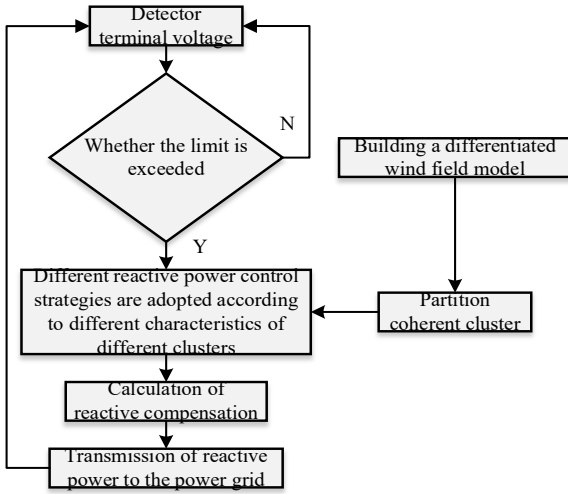 Detector
terminal voltage
N
Whether the limit is
exceeded
Building a differentiated
wind field model
Y
Different reactive power control
strategies are adopted according
to different characteristics of
different clusters
Partition
coherent cluster
Calculation of
reactive compensation
Transmission of reactive
power to the power grid